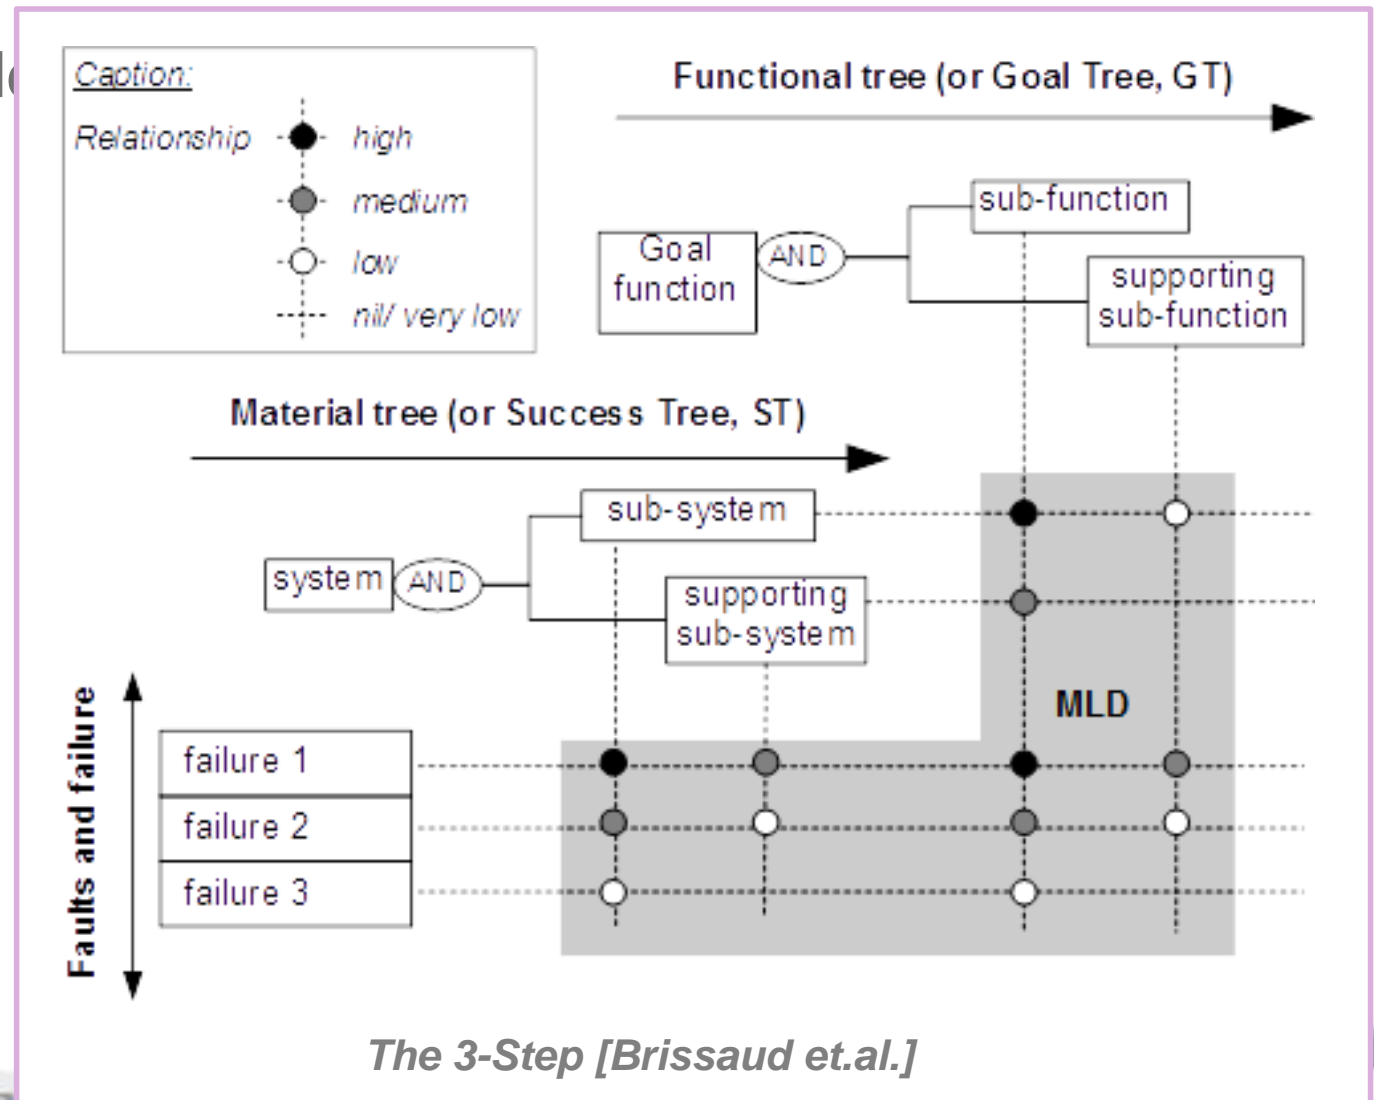 Caption:
Relationship
high
medium
low
nil/ very low
Functional tree (or Goal Tree, GT)
Goal
function
AND
sub-function
supporting
sub-function
Material tree (or Success Tree, ST)
system
AND
sub-system
supporting
sub-system
MLD
Faults and failure
failure 1
failure 2
failure 3
The 3-Step [Brissaud et.al.]